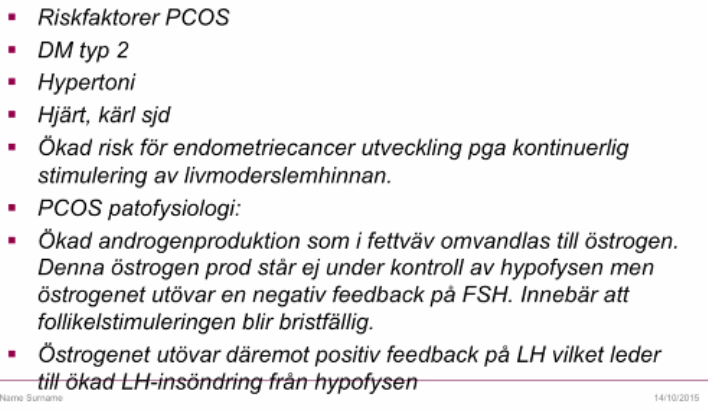 ▪ Riskfaktorer PCOS
▪ DM typ 2
▪ Hypertoni
▪ Hjärt, kärl sjd
▪ Ökad risk för endometriecancer utveckling pga kontinuerlig
stimulering av livmoderslemhinnan.
▪ PCOS patofysiologi:
▪ Ökad androgenproduktion som i fettväv omvandlas till östrogen.
Denna östrogen prod står ej under kontroll av hypofysen men
östrogenet utövar en negativ feedback på FSH. Innebär att
follikelstimuleringen blir bristfällig.
▪ Östrogenet utövar däremot positiv feedback på LH vilket leder
till ökad LH-insöndring från hypofysen
Name Surname
14/10/2015